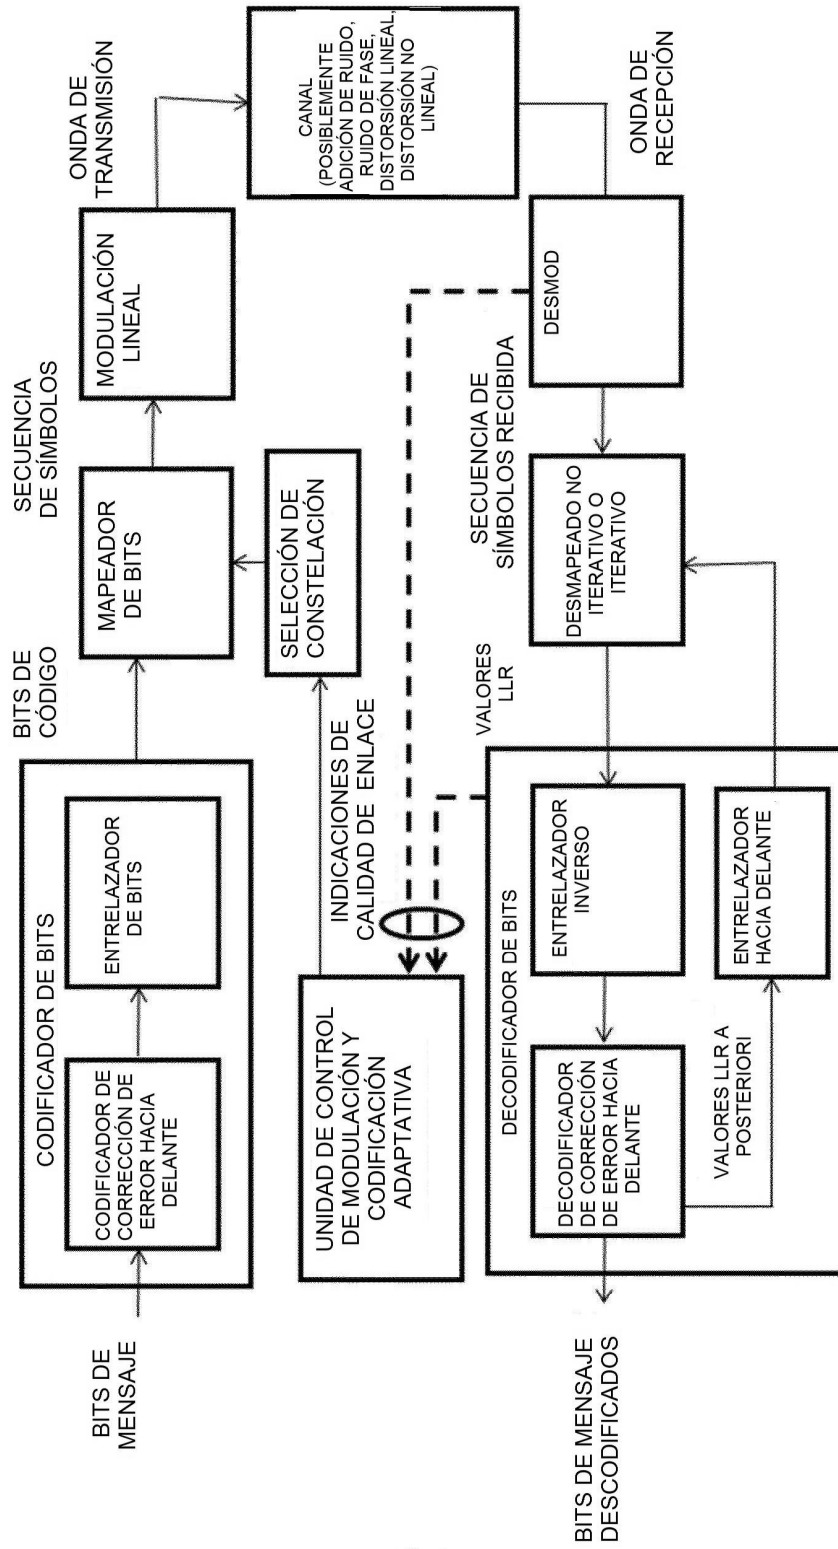 BITS DE
MENSAJE
CODIFICADOR DE BITS
CODIFICADOR DE
CORRECCIÓN DE
ERROR HACIA
DELANTE
ENTRELAZADOR
DE BITS
BITS DE
CÓDIGO
MAPEADOR
DE BITS
SECUENCIA
DE SÍMBOLOS
MODULACIÓN
LINEAL
ONDA DE
TRANSMISIÓN
CANAL
(POSIBLEMENTE
ADICIÓN DE RUIDO,
RUIDO DE FASE,
DISTORSIÓN LINEAL,
DISTORSIÓN NO
LINEAL)
UNIDAD DE CONTROL
DE MODULACIÓN Y
CODIFICACIÓN
ADAPTATIVA
INDICACIONES DE
CALIDAD DE ENLACE
SELECCIÓN DE
CONSTELACIÓN
ONDA DE
RECEPCIÓN
DESMOD
SECUENCIA DE
SÍMBOLOS RECIBIDA
DESMAPEADO NO
ITERATIVO O
ITERATIVO
VALORES
LLR
DECODIFICADOR DE BITS
ENTRELAZADOR
INVERSO
DECODIFICADOR
DE CORRECCIÓN
DE ERROR HACIA
DELANTE
VALORES LLR A
POSTERIORI
ENTRELAZADOR
HACIA DELANTE
BITS DE MENSAJE
DESCODIFICADOS